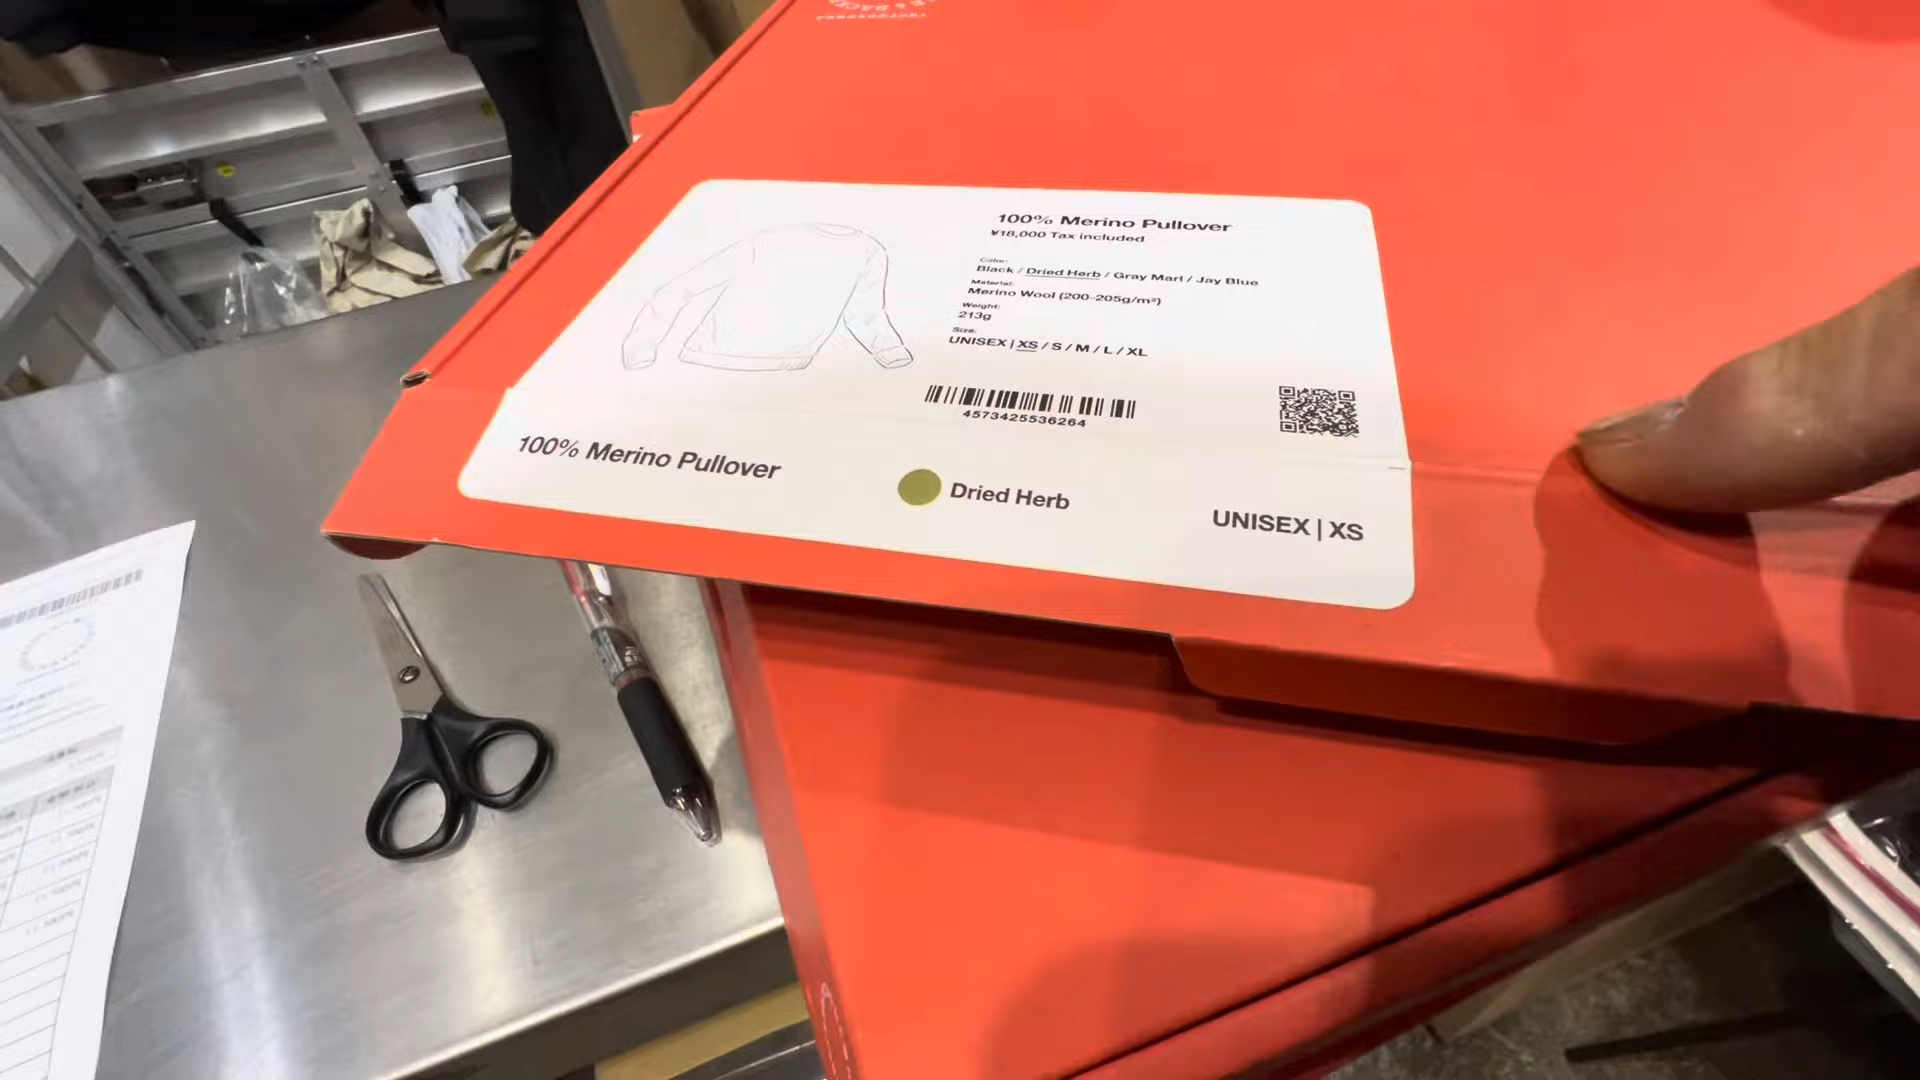 100% Merino Pullover
¥18,000 Tax included
Color:
Black / Dried Herb / Gray Marl / Jay Blue
Material:
Merino Wool (200-205g/m²)
Weight:
213g
Size:
UNISEX | XS / S / M / L / XL
4573425536264
100% Merino Pullover
Dried Herb
UNISEX | XS